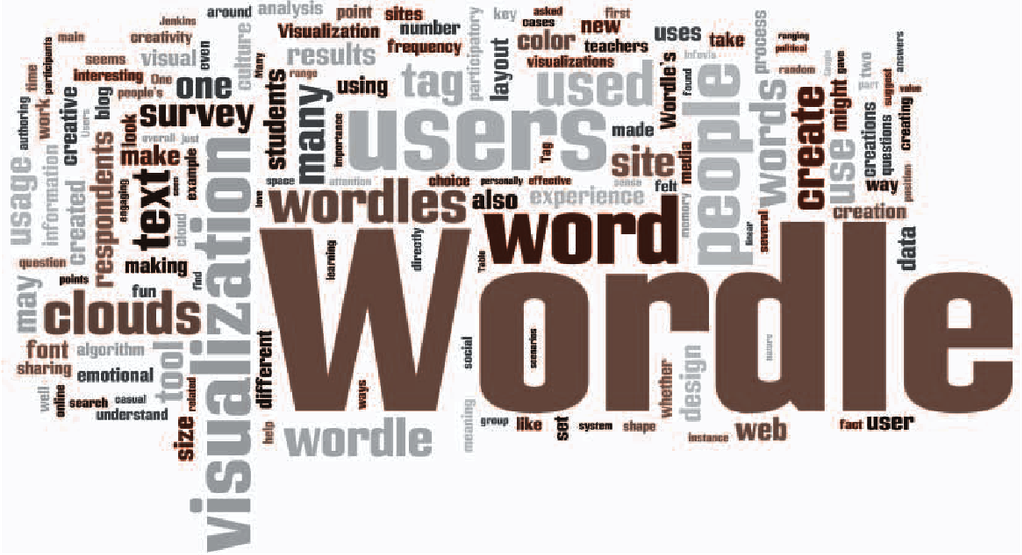 Wordle
visualization
users
people
word
wordles
clouds
wordle
used
tag
words
create
use
text
survey
one
many
site
students
usage
respondents
may
tool
Visualization
results
color
new
uses
take
teachers
visualizations
frequency
number
sites
point
analysis
around
Jenkins
creativity
main
participants
time
seems
visual
even
culture
Many
range
using
participatory
key
layout
asked
cases
first
Wordle's
Infovis
found
process
ranging
political
random
Google
might
gave
two
part
suggest
value
answers
authoring
work
interesting
One
people's
creative
Users
blog
look
overall
just
importance
made
Tag
media
creations
questions
creating
information
created
make
engaging
seen
example
cloud
space
attention
choice
personally
effective
sense
felt
love
also
experience
memory
linear
several
way
position
creation
data
question
points
making
fun
find
learning
directly
Table
font
algorithm
sharing
emotional
well
online
search
casual
related
understand
size
different
help
ways
social
scenarios
meaning
group
like
set
system
shape
whether
design
instance
web
fact
user